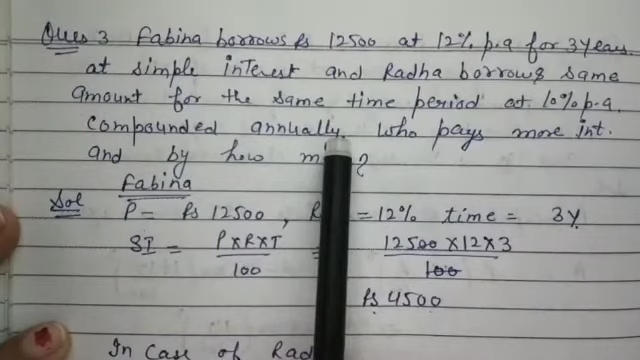 Ques 3 Fabina borrows Rs 12500 at 12% p.a for 3 years
at simple interest and Radha borrows same
amount for the same time period at 10% p.a.
compounded annually. Who pays more int.
and by how ?
Fabina
Sol P = Rs 12500 , = 12% time = 3Y
SI = P×R×T / 100 = 12500 ×12×3 / 100
Rs 4500
In case of